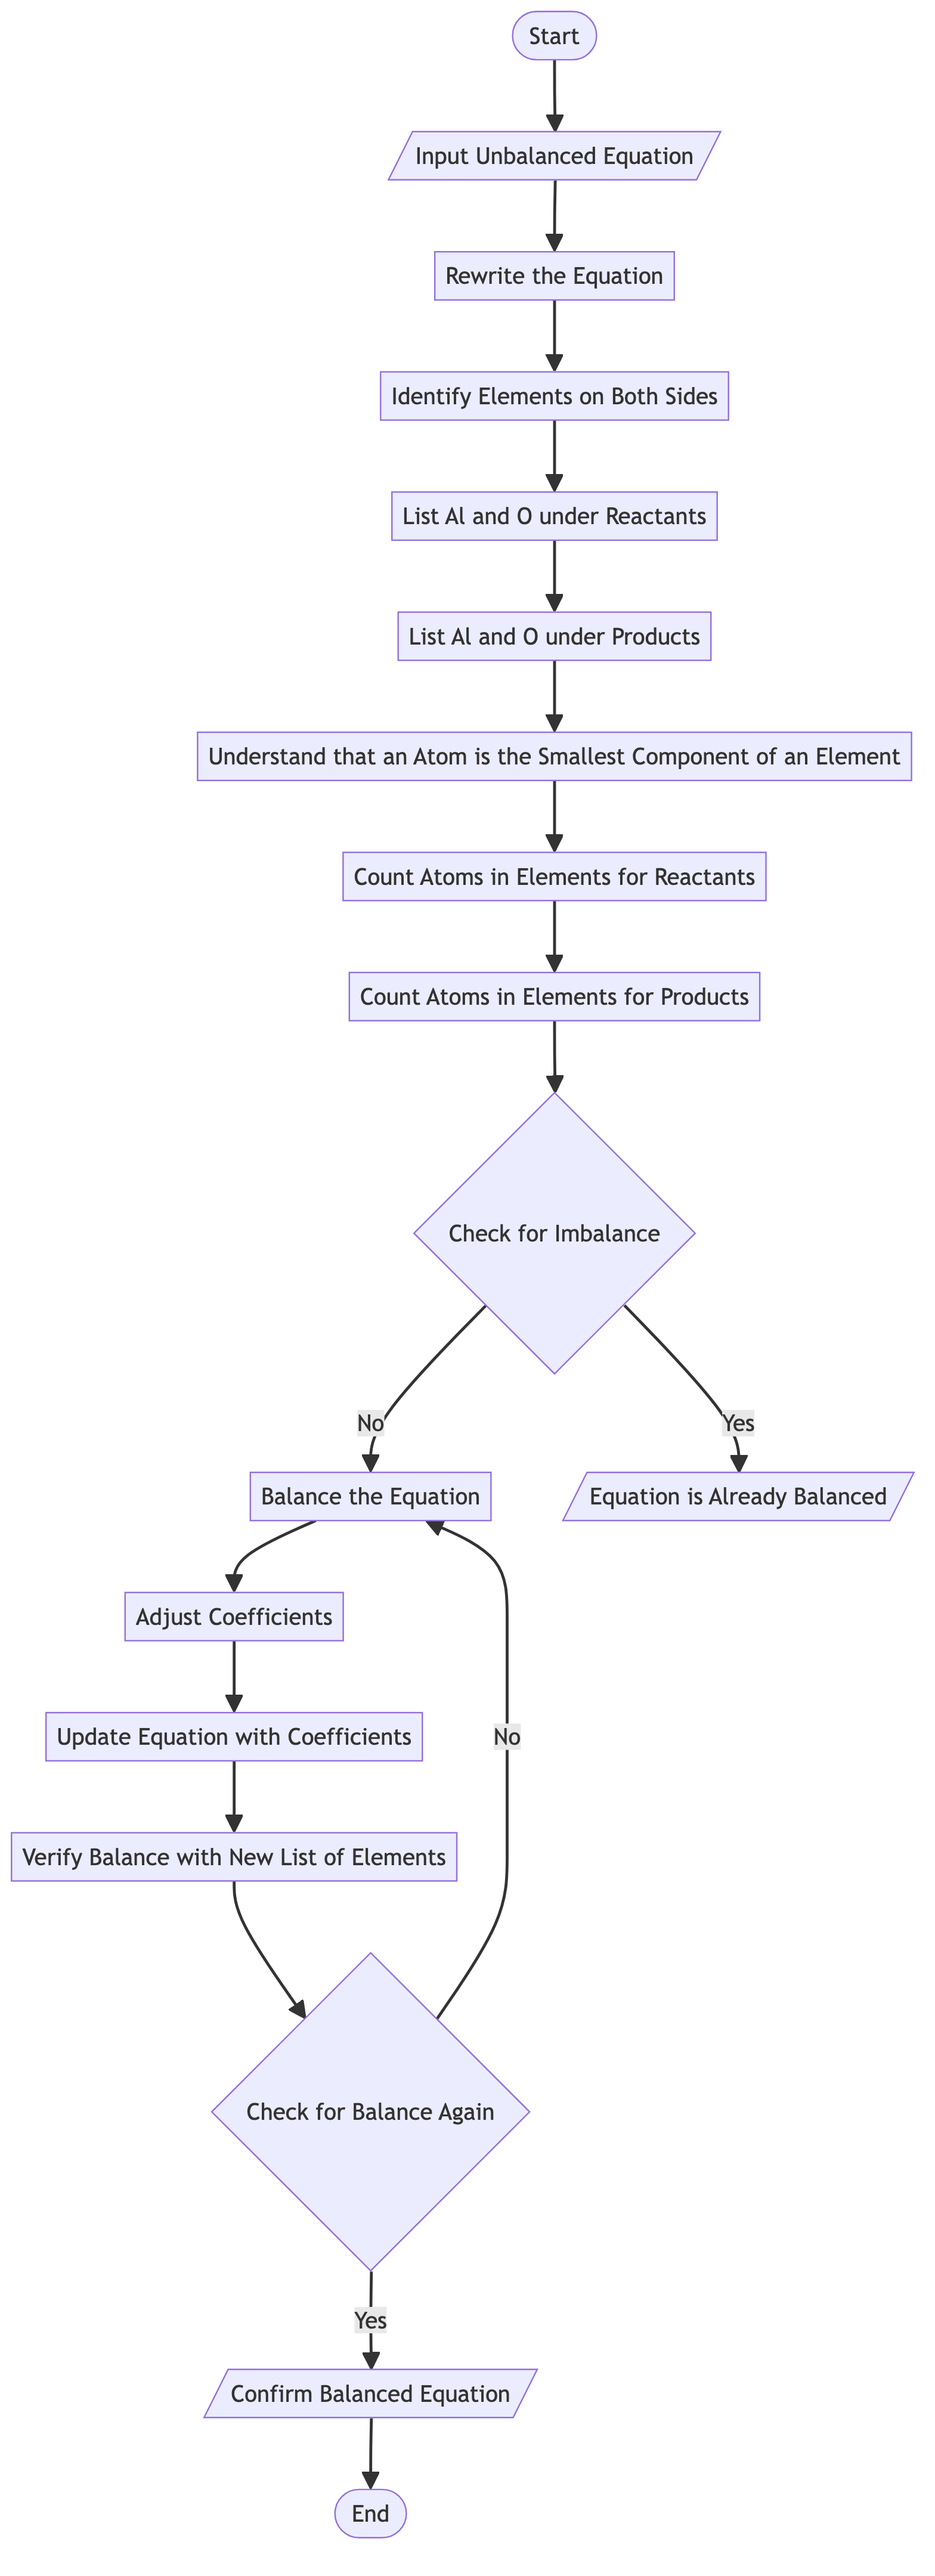 Start
Input Unbalanced Equation
Rewrite the Equation
Identify Elements on Both Sides
List Al and O under Reactants
List Al and O under Products
Understand that an Atom is the Smallest Component of an Element
Count Atoms in Elements for Reactants
Count Atoms in Elements for Products
Check for Imbalance
No
Yes
Balance the Equation
Equation is Already Balanced
Adjust Coefficients
Update Equation with Coefficients
No
Verify Balance with New List of Elements
Check for Balance Again
Yes
Confirm Balanced Equation
End